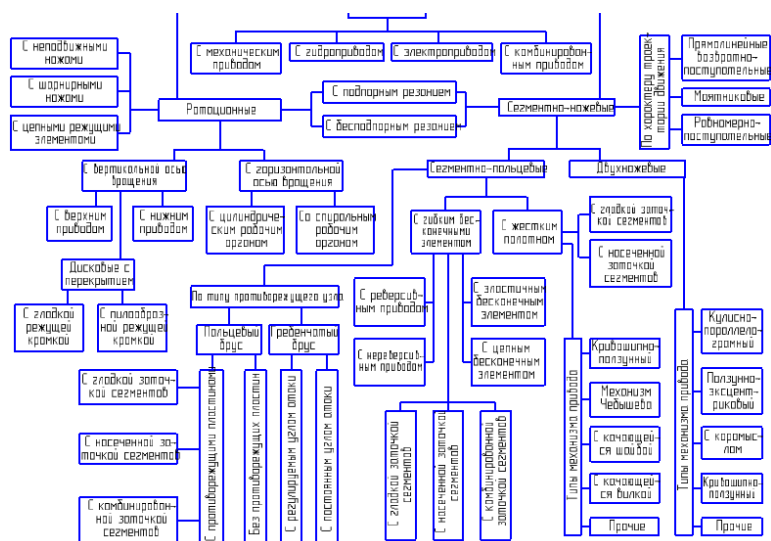 С неподвижными
ножами
С шарнирными
ножами
С цепными режущими
элементами
С механическим
приводом
С гидроприводом
С электроприводом
С комбинирован-
ным приводом
Ротационные
С подпорным резонием
С бесподпорным резонием
Сегментно-ножевые
По характеру траек-
тории движения
Прямолинейные
возвратно-
поступательные
Маятниковые
Равномерно-
поступательные
С вертикальной осью
вращения
С горизонтальной
осью вращения
Сегментно-пальцевые
Двухножевые
С верхним
приводом
С нижним
приводом
С цилиндриче-
ским рабочим
органом
Со спиральным
рабочим
органом
С гибким бес-
конечными
элементом
С жестким
полотном
С гладкой заточ-
кой сегментов
С насеченной
заточкой
сегментов
Дисковые с
перекрытием
С гладкой
режущей
кромкой
С пилообраз-
ной режущей
кромкой
По типу противорежущего узла
Пальцевый
брус
Гребенчатый
брус
С реверсив-
ным приводом
С эластичным
бесконечным
элементом
С нереверсив-
ным приводом
С цепным
бесконечным
элементом
С гладкой заточ-
кой сегментов
С насеченной за-
точкой сегментов
С комбинирован-
ной заточкой
сегментов
С противорежущими пластинами
Без противорежущих пластин
С регулируемым углом атаки
С постоянным углом атаки
С гладкой заточкой
сегментов
С насеченной заточкой
сегментов
С комбинированной
заточкой сегментов
Типы механизма привода
Кривошипно-
ползунный
Механизм
Чебышева
С качающей-
ся шайбой
С качающей-
ся вилкой
Прочие
Типы механизма привода
Кулисно-
параллело-
грамный
Ползунно-
эксцент-
риковый
С коромыс-
лом
Кривошипно-
ползунный
Прочие